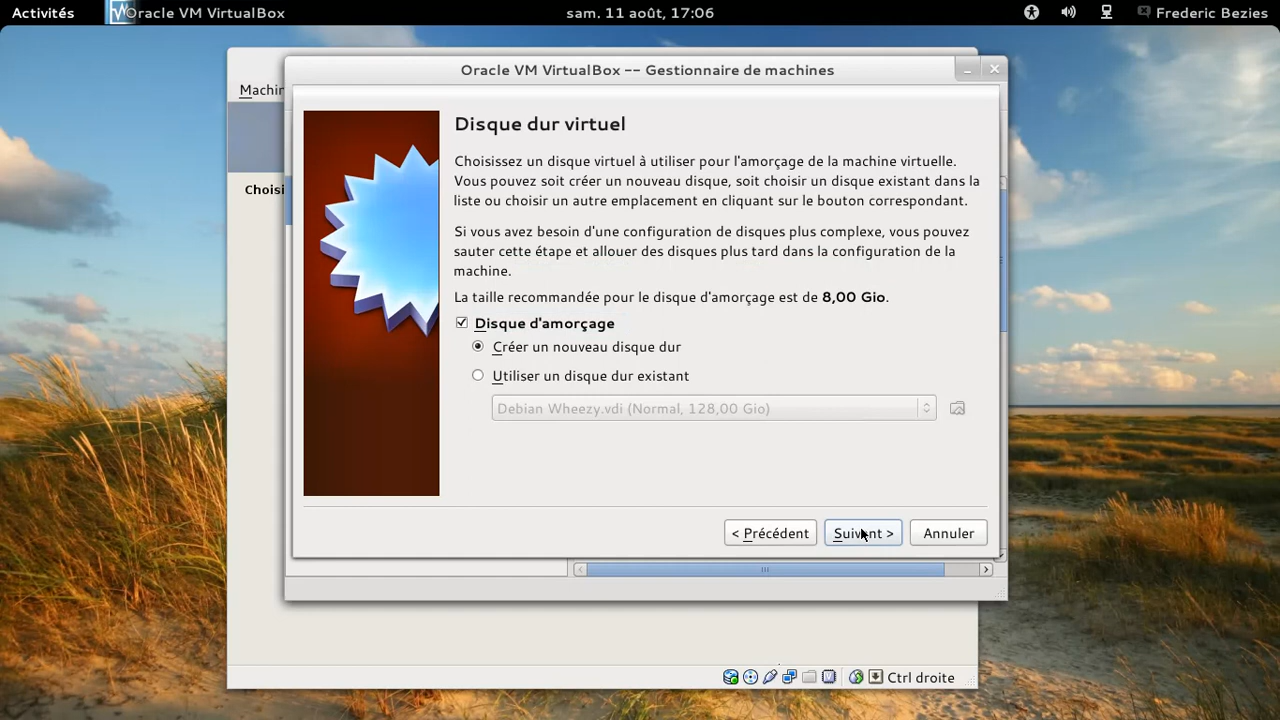 Activités
Oracle VM VirtualBox
sam. 11 août, 17:06
Frederic Bezies
Oracle VM VirtualBox -- Gestionnaire de machines
Machin
Choisi
Disque dur virtuel
Choisissez un disque virtuel à utiliser pour l'amorçage de la machine virtuelle.
Vous pouvez soit créer un nouveau disque, soit choisir un disque existant dans la
liste ou choisir un autre emplacement en cliquant sur le bouton correspondant.
Si vous avez besoin d'une configuration de disques plus complexe, vous pouvez
sauter cette étape et allouer des disques plus tard dans la configuration de la
machine.
La taille recommandée pour le disque d'amorçage est de 8,00 Gio.
Disque d'amorçage
Créer un nouveau disque dur
Utiliser un disque dur existant
Debian Wheezy.vdi (Normal, 128,00 Gio)
< Précédent
Suivant >
Annuler
Ctrl droite